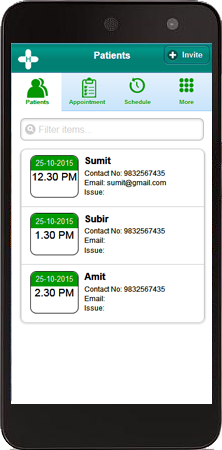 Patients
Invite
Patients Appointment Schedule More
Filter items...
25-10-2015
12.30 PM
Sumit
Contact No: 9832567435
Email: sumit@gmail.com
Issue:
25-10-2015
1.30 PM
Subir
Contact No: 9832567435
Email:
Issue:
25-10-2015
2.30 PM
Amit
Contact No: 9832567435
Email:
Issue: